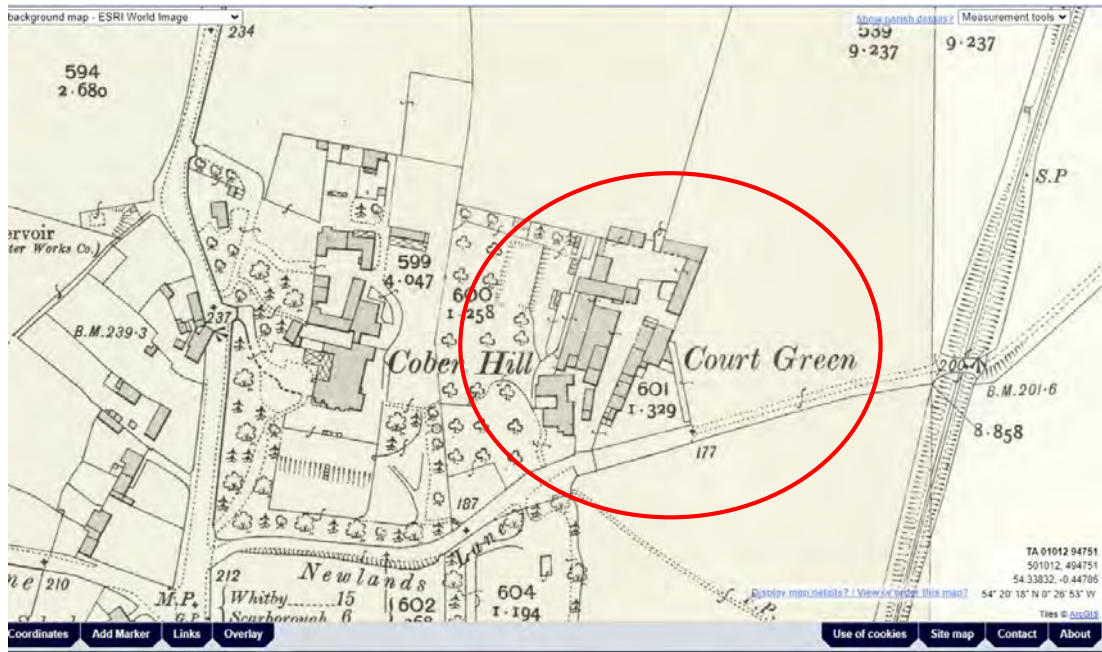 background map - ESRI World Image
Show parish details?
Measurement tools
234
539
9·237
9·237
594
2·680
S.P
ervoir
ter Works Co.)
599
4·047
600
1·258
237
B.M.239·3
Cober Hill
Court Green
200
B.M.201·6
601
1·329
8·858
177
187
Lane
Newlands
ne
210
212
M.P.
G.P.
Whitby 15
Scarborough 6
602
604
1·194
TA 01012 94751
501012, 494751
54.33832, -0.44786
Display map details? / View or order this map?
54° 20' 18" N 0° 26' 53" W
Tiles © ArcGIS
Coordinates
Add Marker
Links
Overlay
Use of cookies
Site map
Contact
About